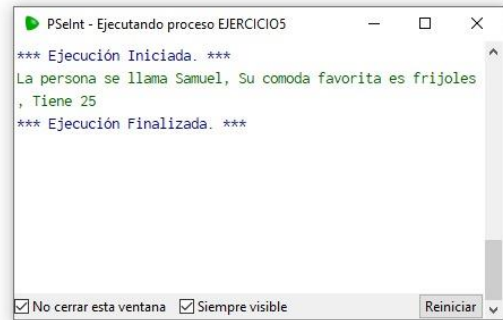 PSeInt - Ejecutando proceso EJERCICIO5
*** Ejecución Iniciada. ***
La persona se llama Samuel, Su comoda favorita es frijoles
, Tiene 25
*** Ejecución Finalizada. ***
No cerrar esta ventana Siempre visible Reiniciar